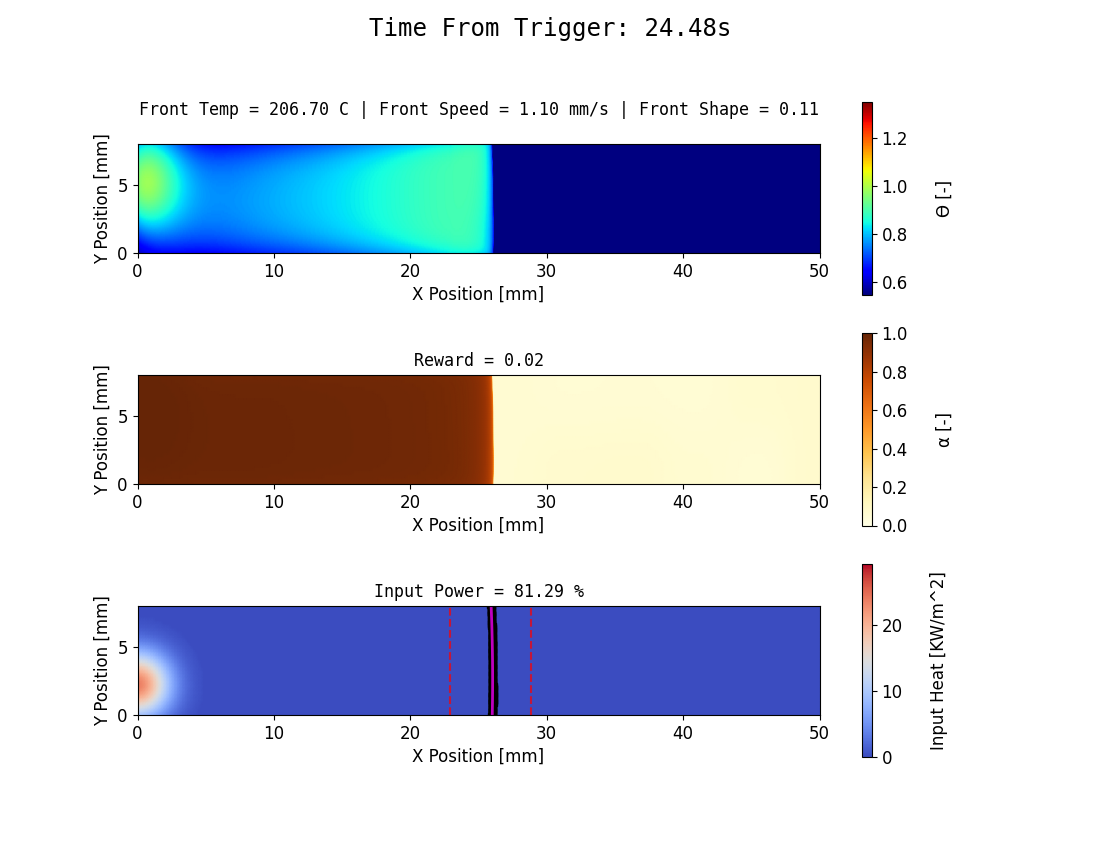 Time From Trigger: 24.48s
Front Temp = 206.70 C | Front Speed = 1.10 mm/s | Front Shape = 0.11
Y Position [mm]
5
0
0 10 20 30 40 50
X Position [mm]
1.2
1.0
0.8
0.6
Θ [-]
Reward = 0.02
Y Position [mm]
5
0
0 10 20 30 40 50
X Position [mm]
1.0
0.8
0.6
0.4
0.2
0.0
α [-]
Input Power = 81.29 %
Y Position [mm]
5
0
0 10 20 30 40 50
X Position [mm]
20
10
0
Input Heat [KW/m^2]